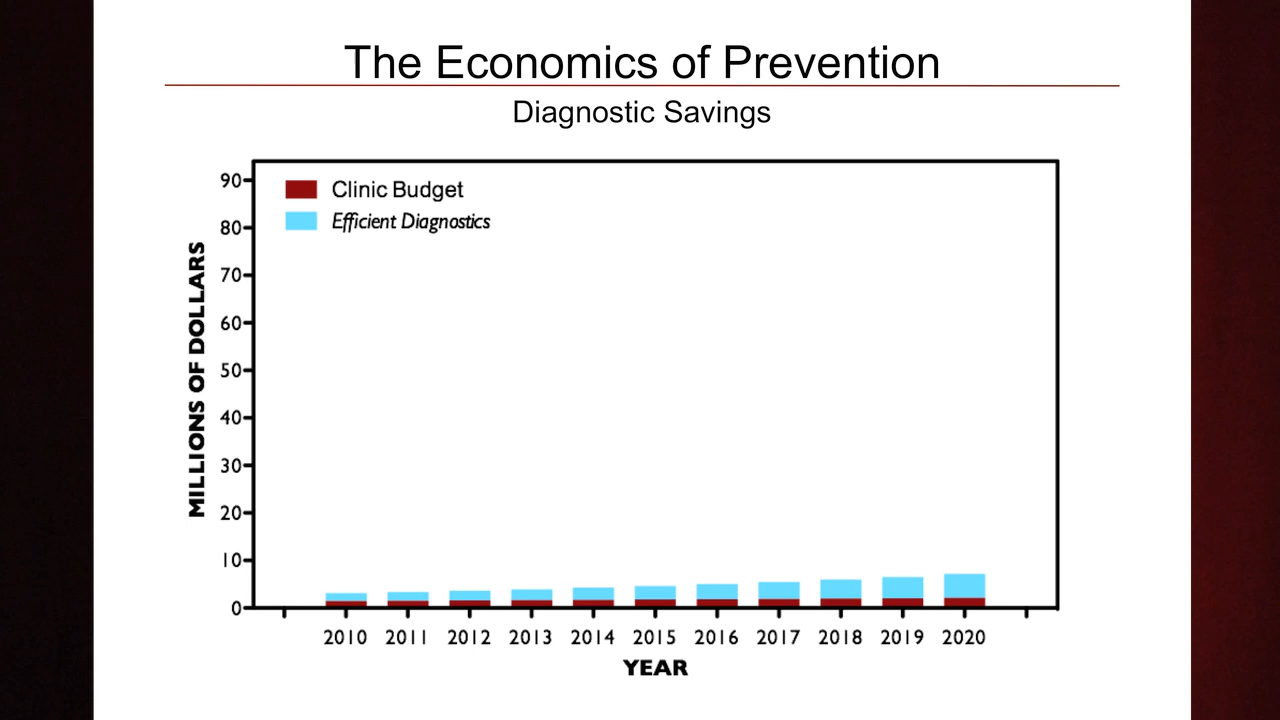 The Economics of Prevention
Diagnostic Savings
Clinic Budget
Efficient Diagnostics
MILLIONS OF DOLLARS
90
80
70
60
50
40
30
20
10
0
2010 2011 2012 2013 2014 2015 2016 2017 2018 2019 2020
YEAR